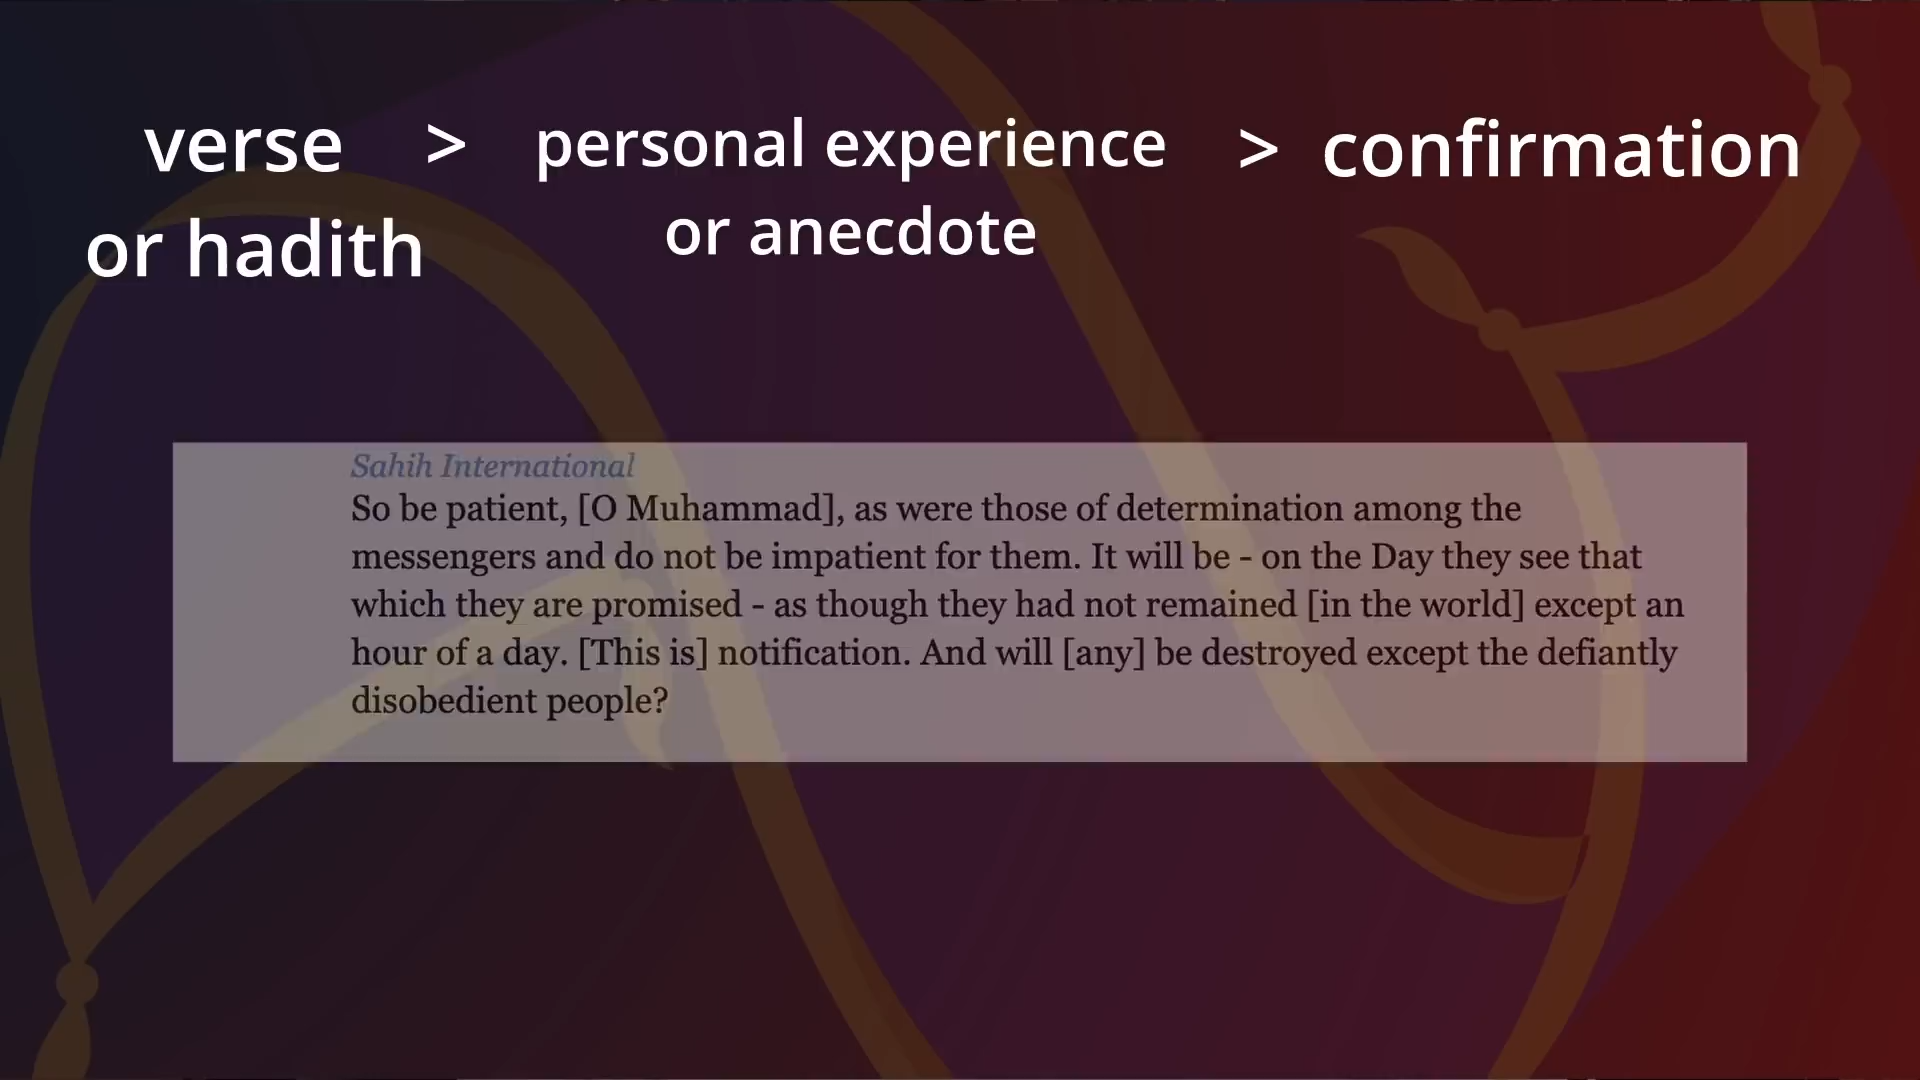 verse > personal experience > confirmation
or hadith or anecdote
Sahih International
So be patient, [O Muhammad], as were those of determination among the
messengers and do not be impatient for them. It will be - on the Day they see that
which they are promised - as though they had not remained [in the world] except an
hour of a day. [This is] notification. And will [any] be destroyed except the defiantly
disobedient people?